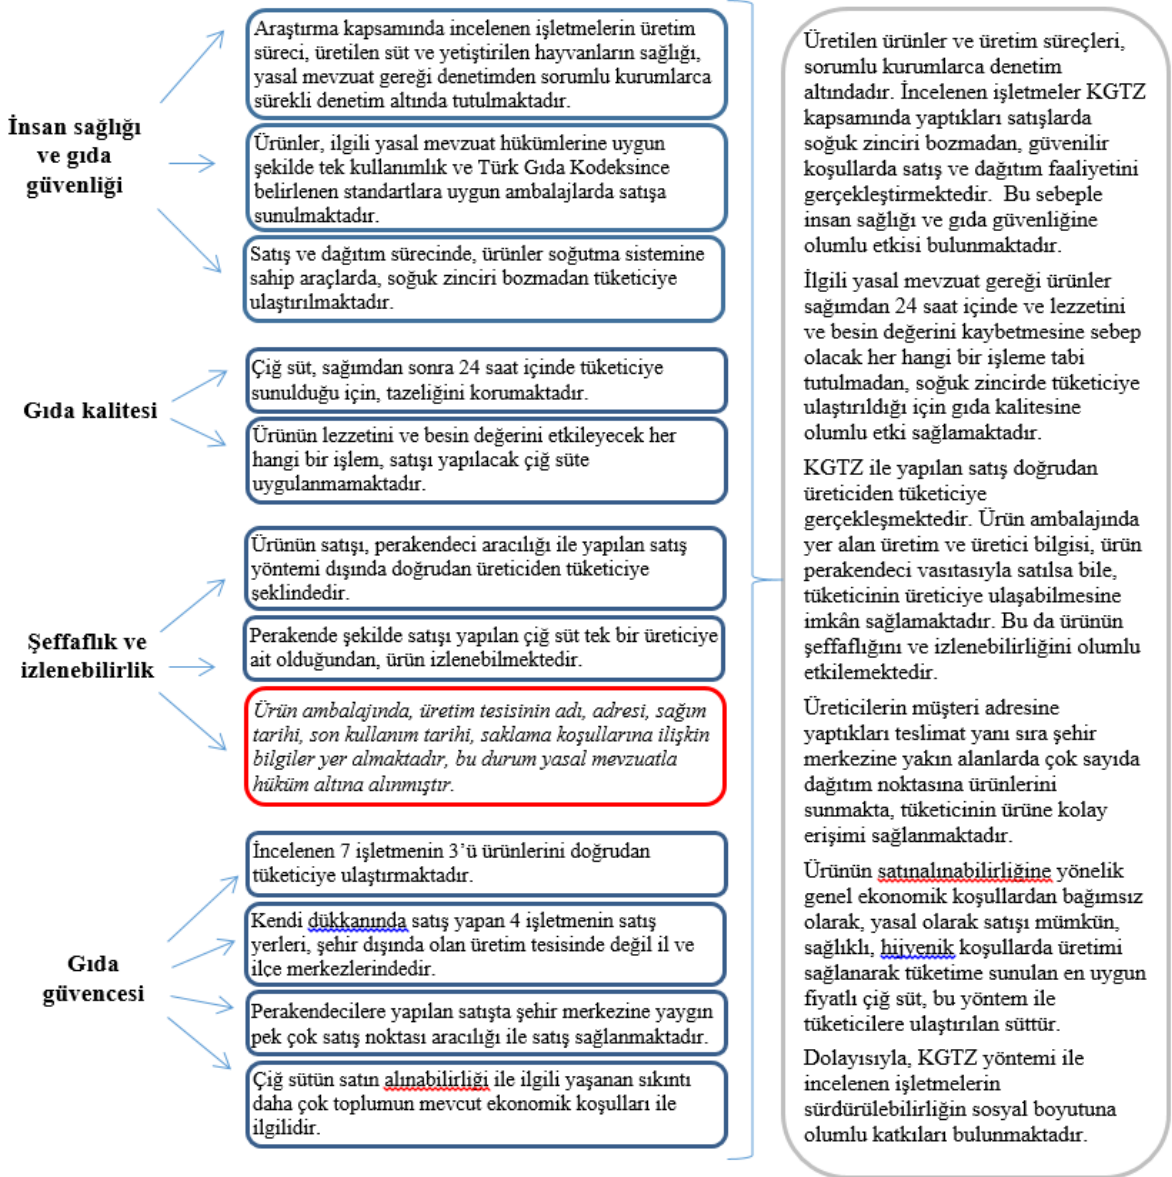 İnsan sağlığı
ve gıda
güvenliği
Araştırma kapsamında incelenen işletmelerin üretim
süreci, üretilen süt ve yetiştirilen hayvanların sağlığı,
yasal mevzuat gereği denetimden sorumlu kurumlarca
sürekli denetim altında tutulmaktadır.
Ürünler, ilgili yasal mevzuat hükümlerine uygun
şekilde tek kullanımlık ve Türk Gıda Kodeksince
belirlenen standartlara uygun ambalajlarda satışa
sunulmaktadır.
Satış ve dağıtım sürecinde, ürünler soğutma sistemine
sahip araçlarda, soğuk zinciri bozmadan tüketiciye
ulaştırılmaktadır.
Gıda kalitesi
Çiğ süt, sağımdan sonra 24 saat içinde tüketiciye
sunulduğu için, tazeliğini korumaktadır.
Ürünün lezzetini ve besin değerini etkileyecek her
hangi bir işlem, satışı yapılacak çiğ süte
uygulanmamaktadır.
Şeffaflık ve
izlenebilirlik
Ürünün satışı, perakendeci aracılığı ile yapılan satış
yöntemi dışında doğrudan üreticiden tüketiciye
şeklindedir.
Perakende şekilde satışı yapılan çiğ süt tek bir üreticiye
ait olduğundan, ürün izlenebilmektedir.
Ürün ambalajında, üretim tesisinin adı, adresi, sağım
tarihi, son kullanım tarihi, saklama koşullarına ilişkin
bilgiler yer almaktadır, bu durum yasal mevzuatla
hüküm altına alınmıştır.
Gıda
güvencesi
İncelenen 7 işletmenin 3’ü ürünlerini doğrudan
tüketiciye ulaştırmaktadır.
Kendi dükkanında satış yapan 4 işletmenin satış
yerleri, şehir dışında olan üretim tesisinde değil il ve
ilçe merkezlerindedir.
Perakendecilere yapılan satışta şehir merkezine yaygın
pek çok satış noktası aracılığı ile satış sağlanmaktadır.
Çiğ sütün satın alınabilirliği ile ilgili yaşanan sıkıntı
daha çok toplumun mevcut ekonomik koşulları ile
ilgilidir.
Üretilen ürünler ve üretim süreçleri,
sorumlu kurumlarca denetim
altındadır. İncelenen işletmeler KGTZ
kapsamında yaptıkları satışlarda
soğuk zinciri bozmadan, güvenilir
koşullarda satış ve dağıtım faaliyetini
gerçekleştirmektedir. Bu sebeple
insan sağlığı ve gıda güvenliğine
olumlu etkisi bulunmaktadır.
İlgili yasal mevzuat gereği ürünler
sağımdan 24 saat içinde ve lezzetini
ve besin değerini kaybetmesine sebep
olacak her hangi bir işleme tabi
tutulmadan, soğuk zincirde tüketiciye
ulaştırıldığı için gıda kalitesine
olumlu etki sağlamaktadır.
KGTZ ile yapılan satış doğrudan
üreticiden tüketiciye
gerçekleşmektedir. Ürün ambalajında
yer alan üretim ve üretici bilgisi, ürün
perakendeci vasıtasıyla satılsa bile,
tüketicinin üreticiye ulaşabilmesine
imkân sağlamaktadır. Bu da ürünün
şeffaflığını ve izlenebilirliğini olumlu
etkilemektedir.
Üreticilerin müşteri adresine
yaptıkları teslimat yanı sıra şehir
merkezine yakın alanlarda çok sayıda
dağıtım noktasına ürünlerini
sunmakta, tüketicinin ürüne kolay
erişimi sağlanmaktadır.
Ürünün satınalınabilirliğine yönelik
genel ekonomik koşullardan bağımsız
olarak, yasal olarak satışı mümkün,
sağlıklı, hijyenik koşullarda üretimi
sağlanarak tüketime sunulan en uygun
fiyatlı çiğ süt, bu yöntem ile
tüketicilere ulaştırılan süttür.
Dolayısıyla, KGTZ yöntemi ile
incelenen işletmelerin
sürdürülebilirliğin sosyal boyutuna
olumlu katkıları bulunmaktadır.